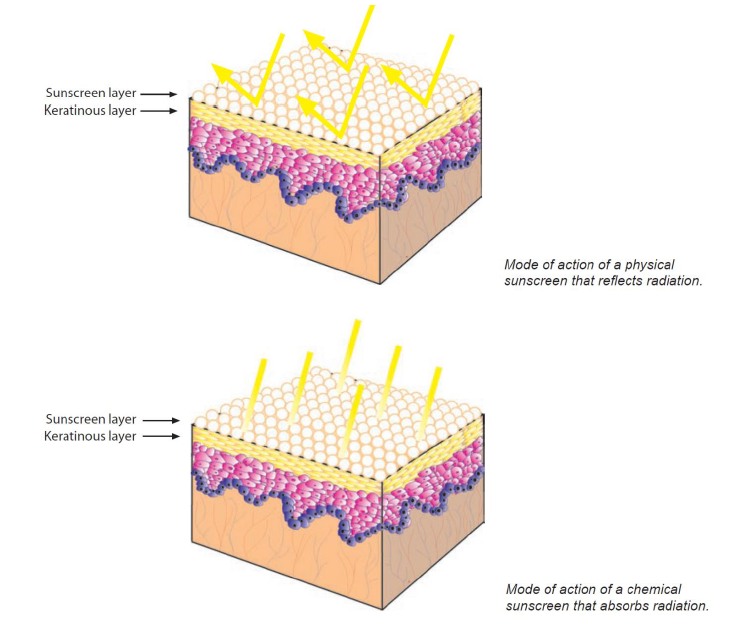 Sunscreen layer
Keratinous layer
Mode of action of a physical
sunscreen that reflects radiation.
Sunscreen layer
Keratinous layer
Mode of action of a chemical
sunscreen that absorbs radiation.